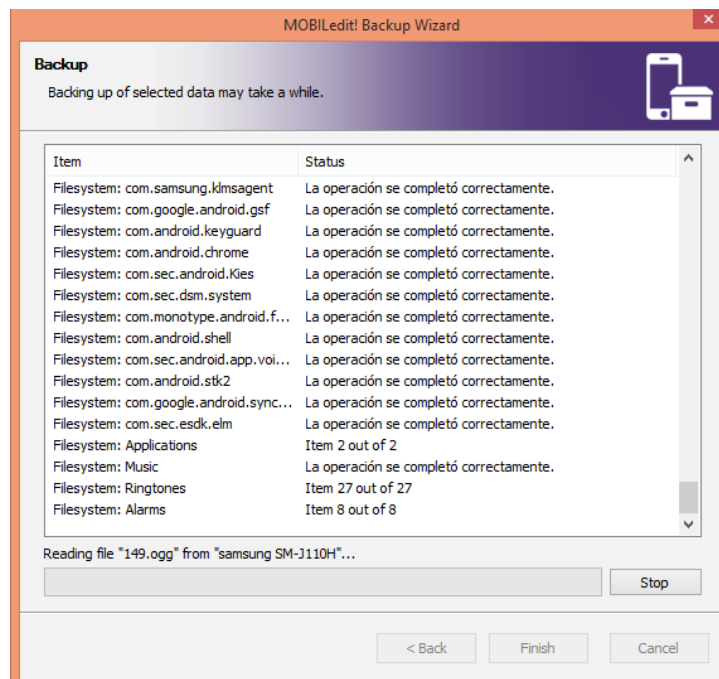 MOBILedit! Backup Wizard
Backup
Backing up of selected data may take a while.
Item Status
Filesystem: com.samsung.klmsagent La operación se completó correctamente.
Filesystem: com.google.android.gsf La operación se completó correctamente.
Filesystem: com.android.keyguard La operación se completó correctamente.
Filesystem: com.android.chrome La operación se completó correctamente.
Filesystem: com.sec.android.Kies La operación se completó correctamente.
Filesystem: com.sec.dsm.system La operación se completó correctamente.
Filesystem: com.monotype.android.f... La operación se completó correctamente.
Filesystem: com.android.shell La operación se completó correctamente.
Filesystem: com.sec.android.app.voi... La operación se completó correctamente.
Filesystem: com.android.stk2 La operación se completó correctamente.
Filesystem: com.google.android.sync... La operación se completó correctamente.
Filesystem: com.sec.esdk.elm La operación se completó correctamente.
Filesystem: Applications Item 2 out of 2
Filesystem: Music La operación se completó correctamente.
Filesystem: Ringtones Item 27 out of 27
Filesystem: Alarms Item 8 out of 8
Reading file "149.ogg" from "samsung SM-J110H"...
Stop
< Back Finish Cancel